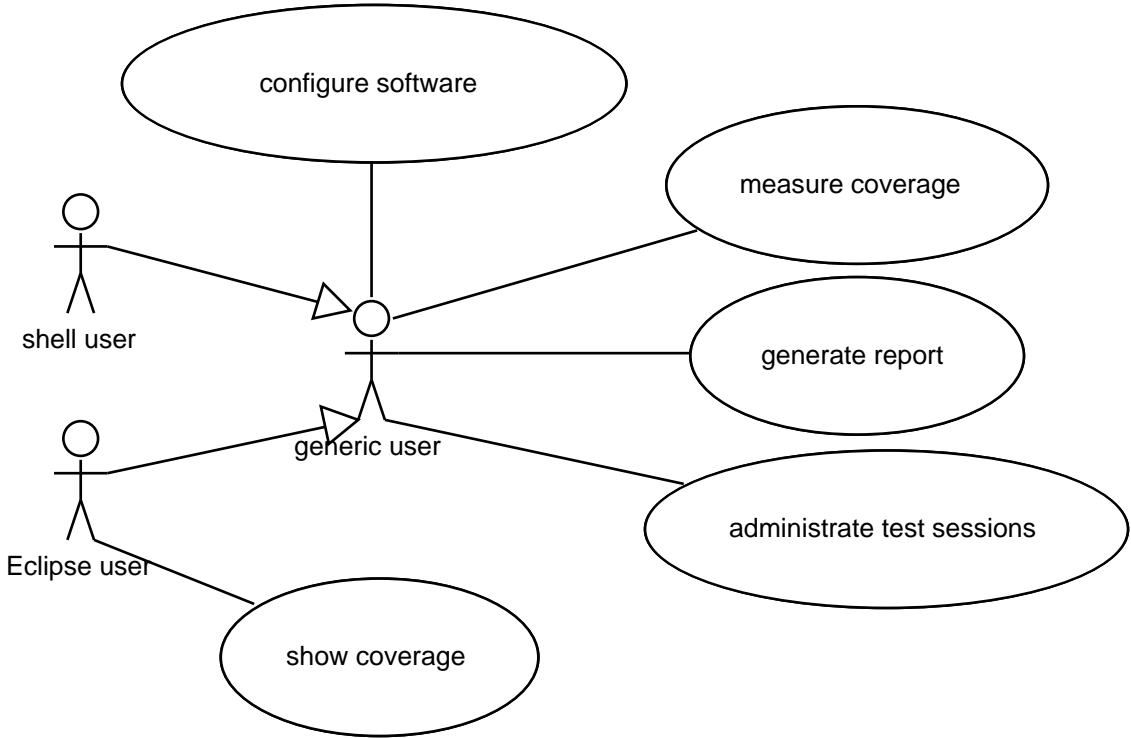 configure software
measure coverage
shell user
generate report
generic user
administrate test sessions
Eclipse user
show coverage